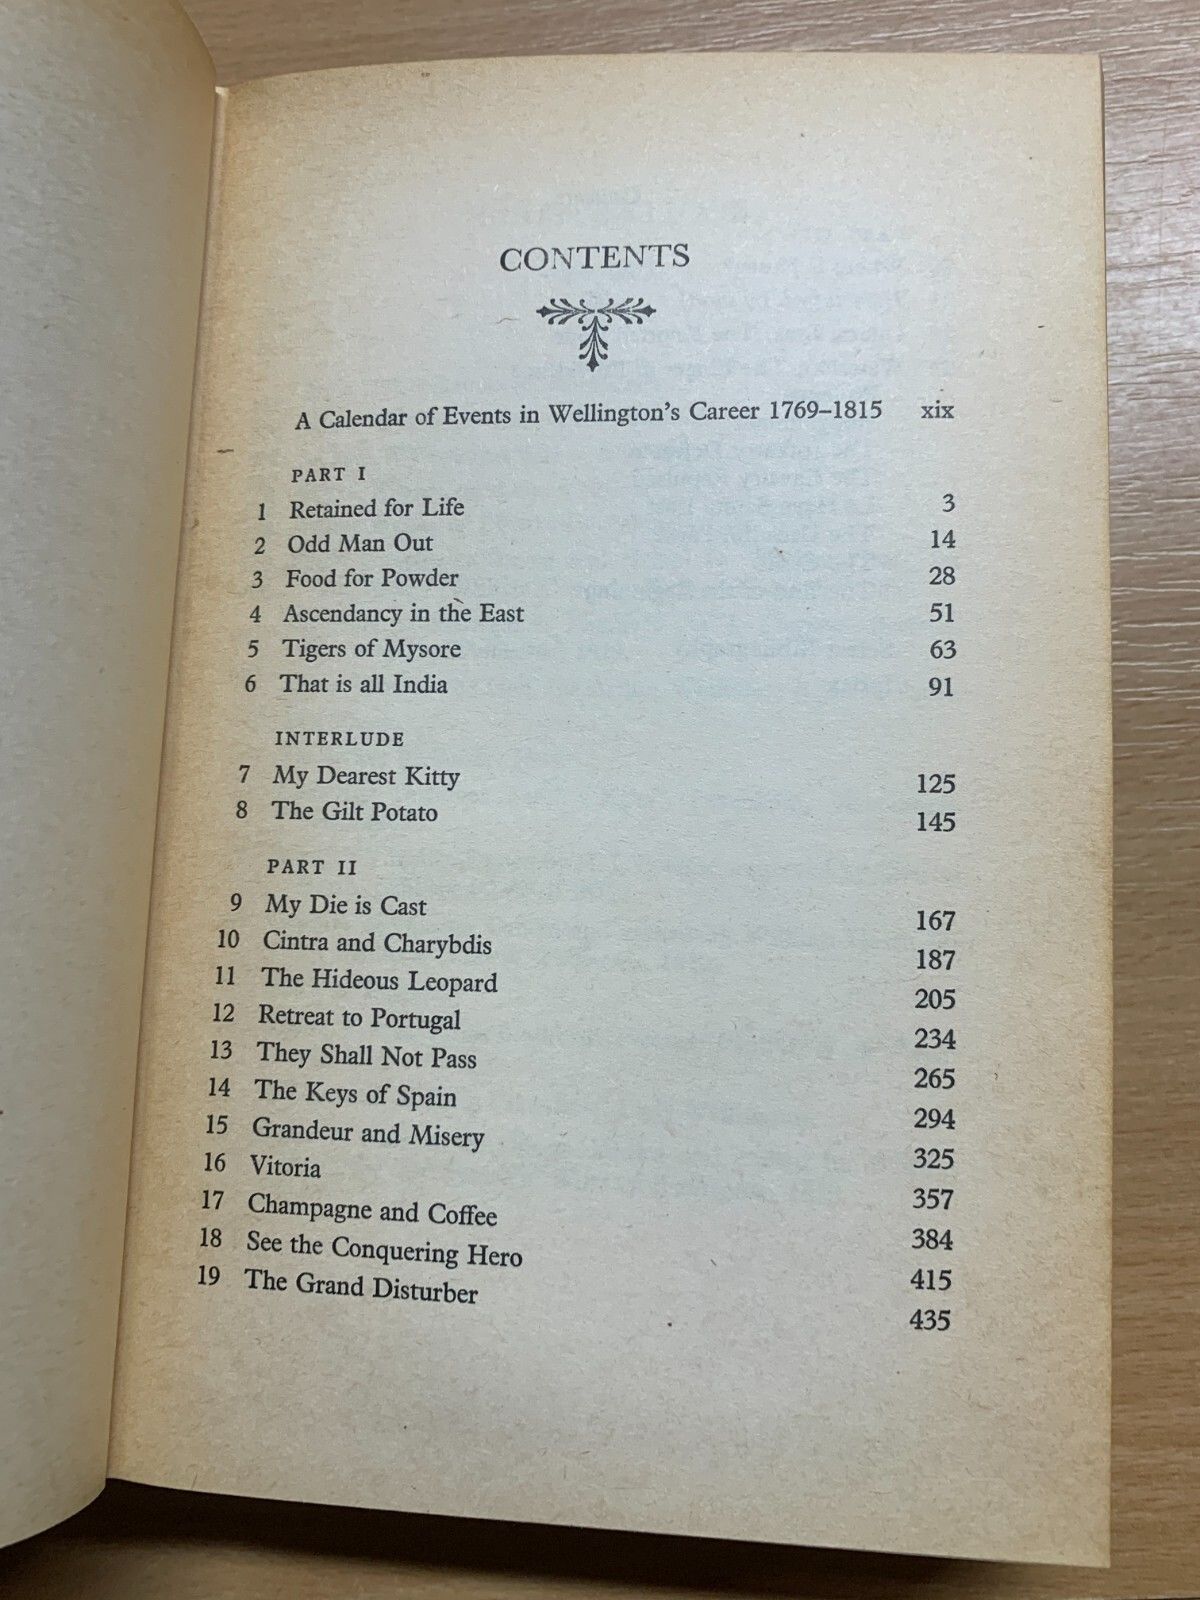 CONTENTS
A Calendar of Events in Wellington's Career 1769–1815 xix
PART I
1 Retained for Life 3
2 Odd Man Out 14
3 Food for Powder 28
4 Ascendancy in the East 51
5 Tigers of Mysore 63
6 That is all India 91
INTERLUDE
7 My Dearest Kitty 125
8 The Gilt Potato 145
PART II
9 My Die is Cast 167
10 Cintra and Charybdis 187
11 The Hideous Leopard 205
12 Retreat to Portugal 234
13 They Shall Not Pass 265
14 The Keys of Spain 294
15 Grandeur and Misery 325
16 Vitoria 357
17 Champagne and Coffee 384
18 See the Conquering Hero 415
19 The Grand Disturber 435